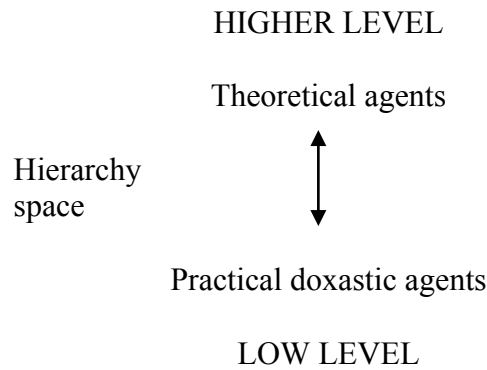 HIGHER LEVEL
Theoretical agents
Hierarchy
space
Practical doxastic agents
LOW LEVEL